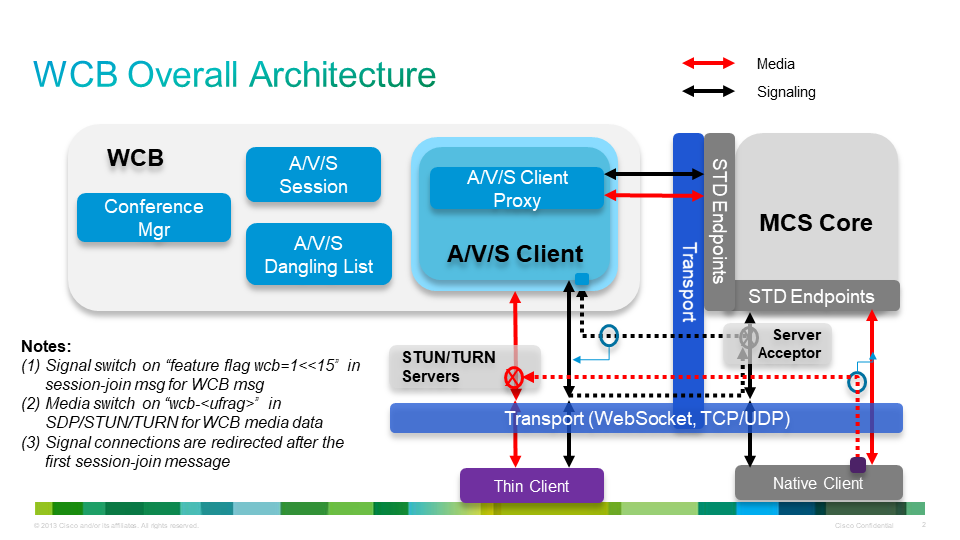 WCB Overall Architecture
Media
Signaling
WCB
A/V/S
Session
Conference
Mgr
A/V/S
Dangling List
A/V/S Client
Proxy
A/V/S Client
Transport
STD Endpoints
MCS Core
STD Endpoints
Server
Acceptor
STUN/TURN
Servers
Notes:
(1) Signal switch on “feature flag wcb=1<<15” in
session-join msg for WCB msg
(2) Media switch on “wcb-<ufrag>” in
SDP/STUN/TURN for WCB media data
(3) Signal connections are redirected after the
first session-join message
Transport (WebSocket, TCP/UDP)
Thin Client
Native Client
© 2013 Cisco and/or its affiliates. All rights reserved.
Cisco Confidential
2